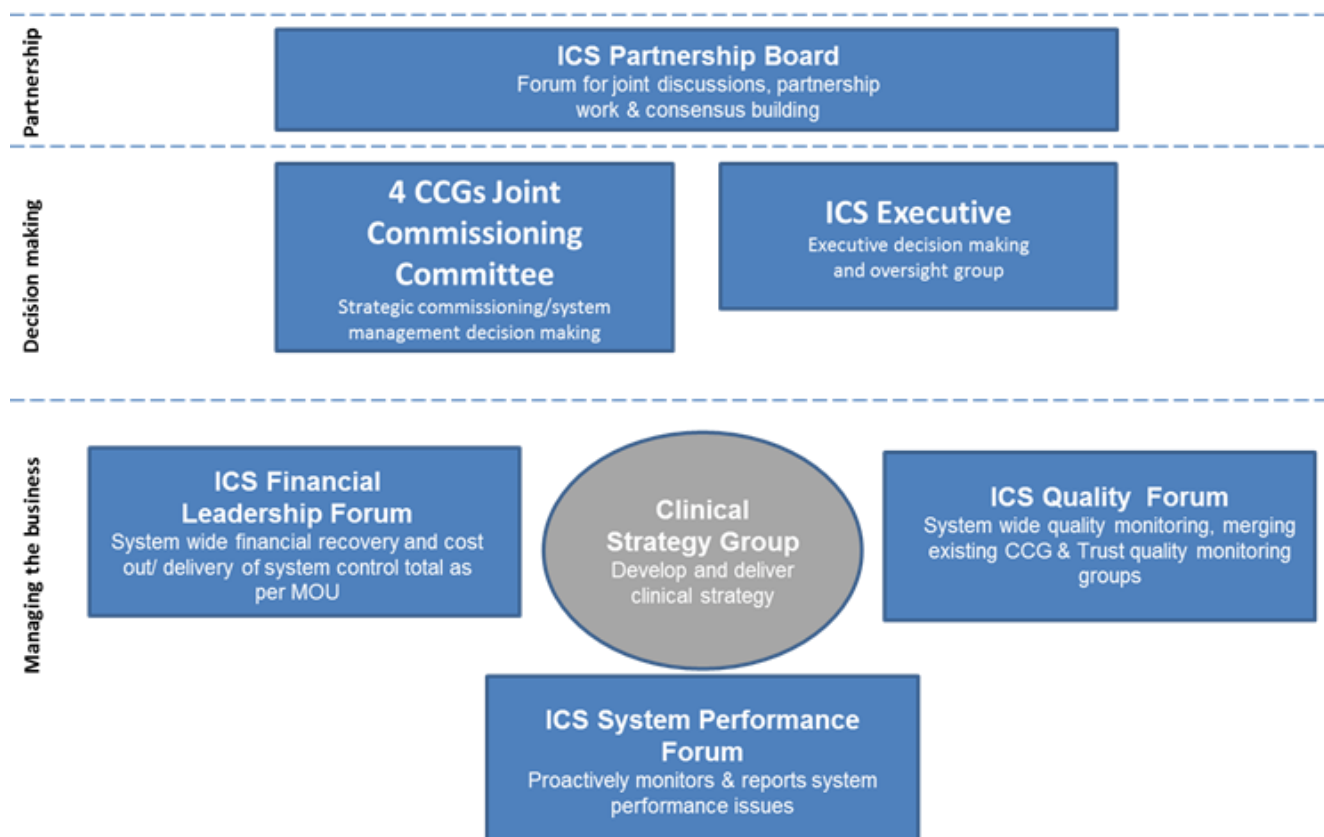 Partnership
ICS Partnership Board
Forum for joint discussions, partnership
work & consensus building
Decision making
4 CCGs Joint
Commissioning
Committee
Strategic commissioning/system
management decision making
ICS Executive
Executive decision making
and oversight group
Managing the business
ICS Financial
Leadership Forum
System wide financial recovery and cost
out/ delivery of system control total as
per MOU
Clinical
Strategy Group
Develop and deliver
clinical strategy
ICS Quality Forum
System wide quality monitoring, merging
existing CCG & Trust quality monitoring
groups
ICS System Performance
Forum
Proactively monitors & reports system
performance issues